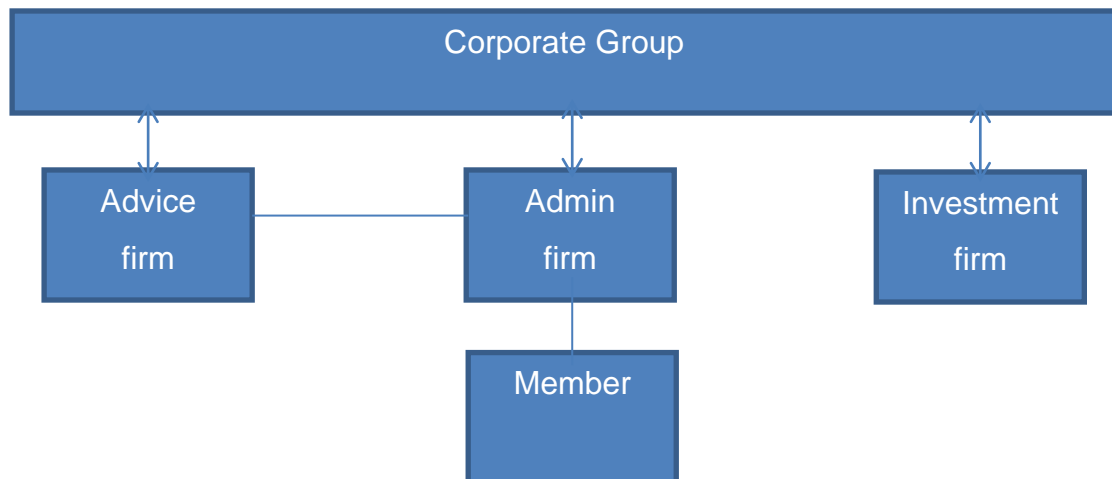 Corporate Group
Advice
firm
Admin
firm
Investment
firm
Member